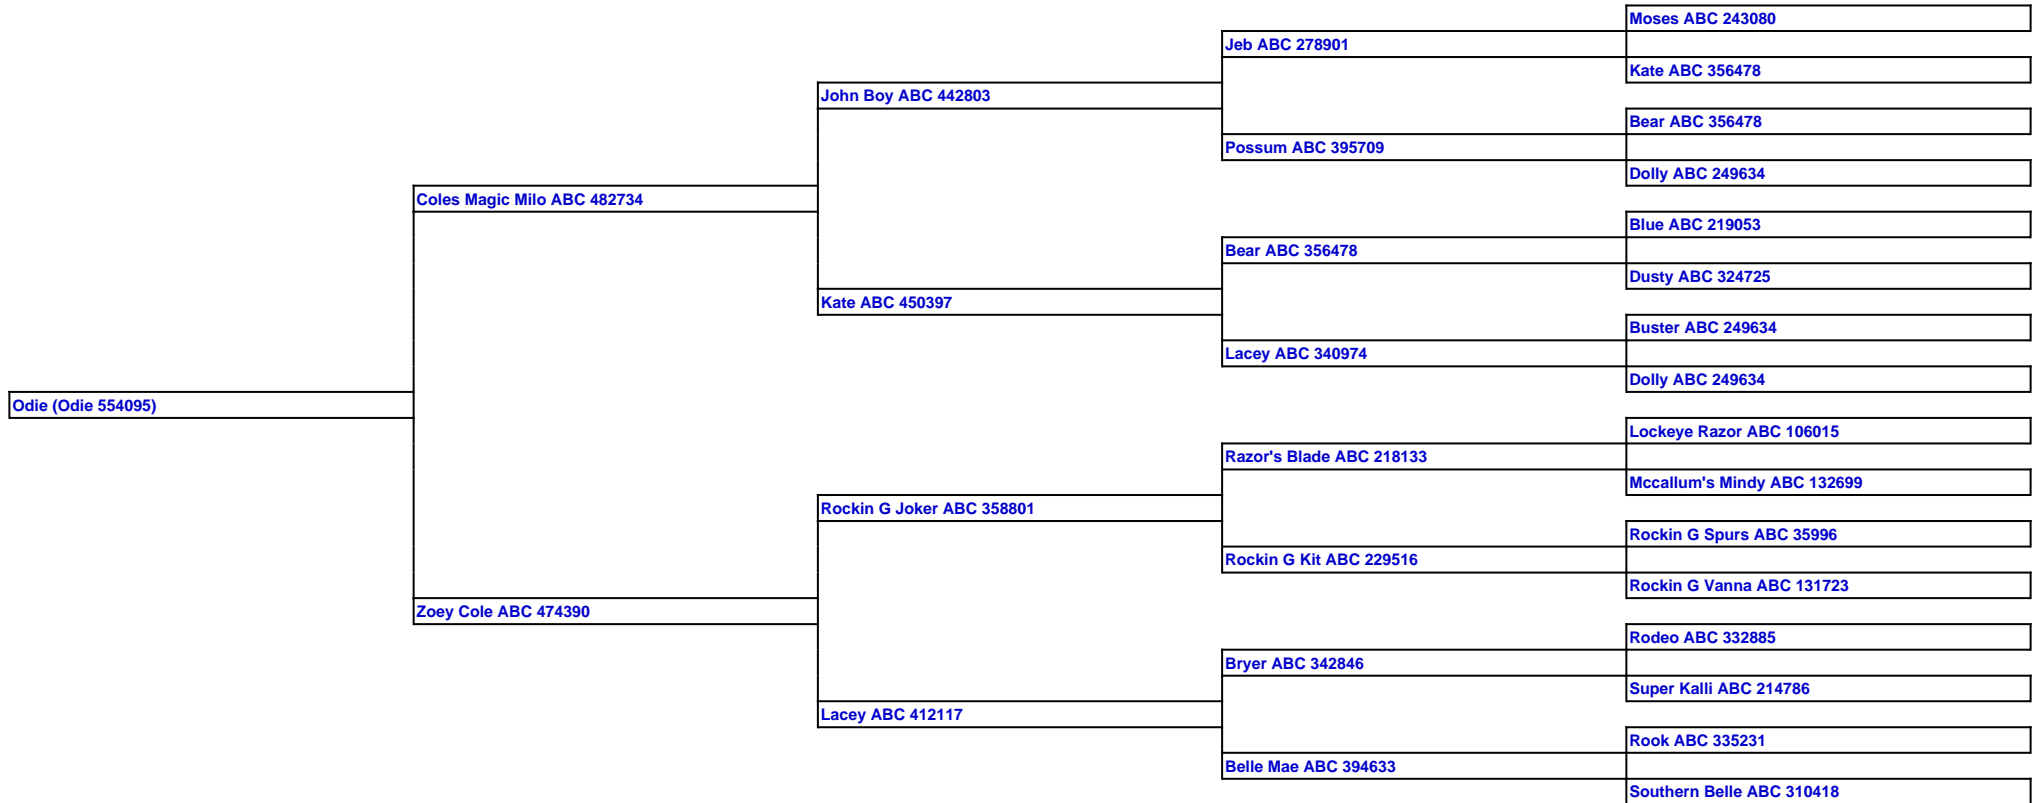 Moses ABC 243080
Jeb ABC 278901
Kate ABC 356478
John Boy ABC 442803
Bear ABC 356478
Possum ABC 395709
Dolly ABC 249634
Coles Magic Milo ABC 482734
Blue ABC 219053
Bear ABC 356478
Dusty ABC 324725
Kate ABC 450397
Buster ABC 249634
Lacey ABC 340974
Dolly ABC 249634
Odie (Odie 554095)
Lockeye Razor ABC 106015
Razor's Blade ABC 218133
Mccallum's Mindy ABC 132699
Rockin G Joker ABC 358801
Rockin G Spurs ABC 35996
Rockin G Kit ABC 229516
Rockin G Vanna ABC 131723
Zoey Cole ABC 474390
Rodeo ABC 332885
Bryer ABC 342846
Super Kalli ABC 214786
Lacey ABC 412117
Rook ABC 335231
Belle Mae ABC 394633
Southern Belle ABC 310418